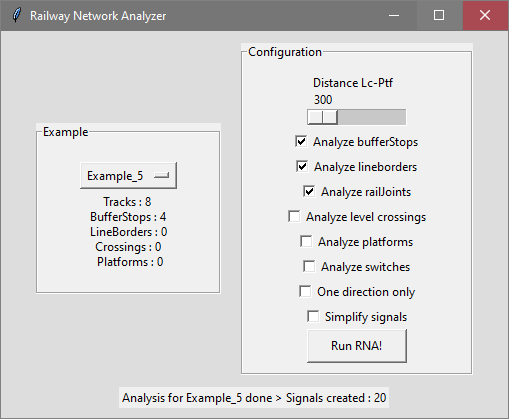 Railway Network Analyzer
Example
Example_5
Tracks : 8
BufferStops : 4
LineBorders : 0
Crossings : 0
Platforms : 0
Configuration
Distance Lc-Ptf
300
Analyze bufferStops
Analyze lineborders
Analyze railJoints
Analyze level crossings
Analyze platforms
Analyze switches
One direction only
Simplify signals
Run RNA!
Analysis for Example_5 done > Signals created : 20